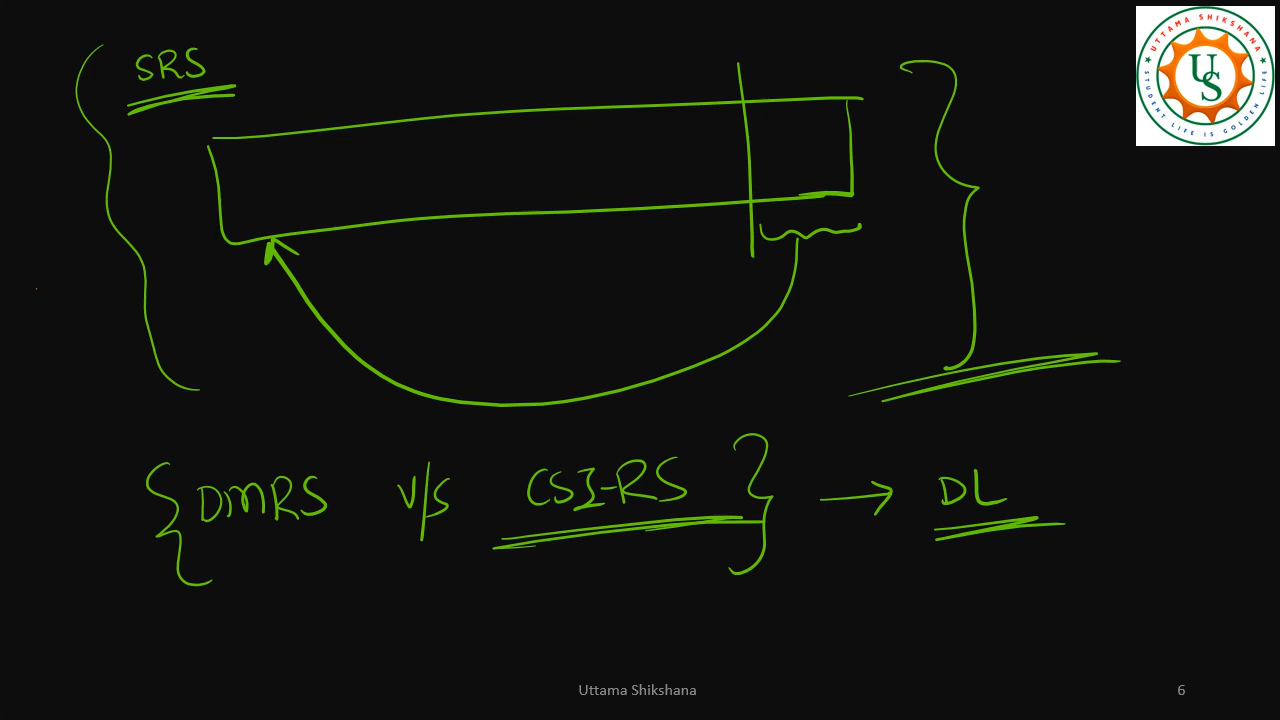 SRS
DMRS v/s CSI-RS → DL
UTTAMA SHIKSHANA
US
STUDENT LIFE IS GOLDEN LIFE
Uttama Shikshana
6